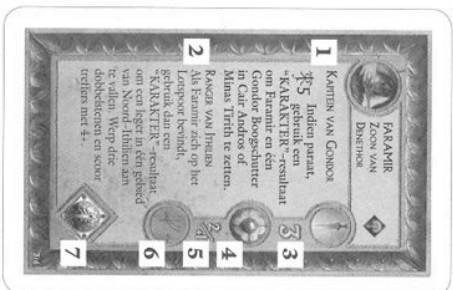 FARAMIR
ZOON VAN
DENETHOR
1
KAPITEIN VAN GONDOR
5 Indien paraat,
gebruik een
"KARAKTER"-resultaat
om Faramir en één
Gondor Boogschutter
in Cair Andros of
Minas Tirith te zetten.
2
RANGER VAN ITHILIEN
Als Faramir zich op het
Leespoor bevindt,
gebruik dan een
"KARAKTER"-resultaat
om een leger in één gebied
van Noord-Ithilien aan
te vallen: Werp drie
dobbelstenen en scoor
treffers met 4+.
3
3
4
5
2
6
7